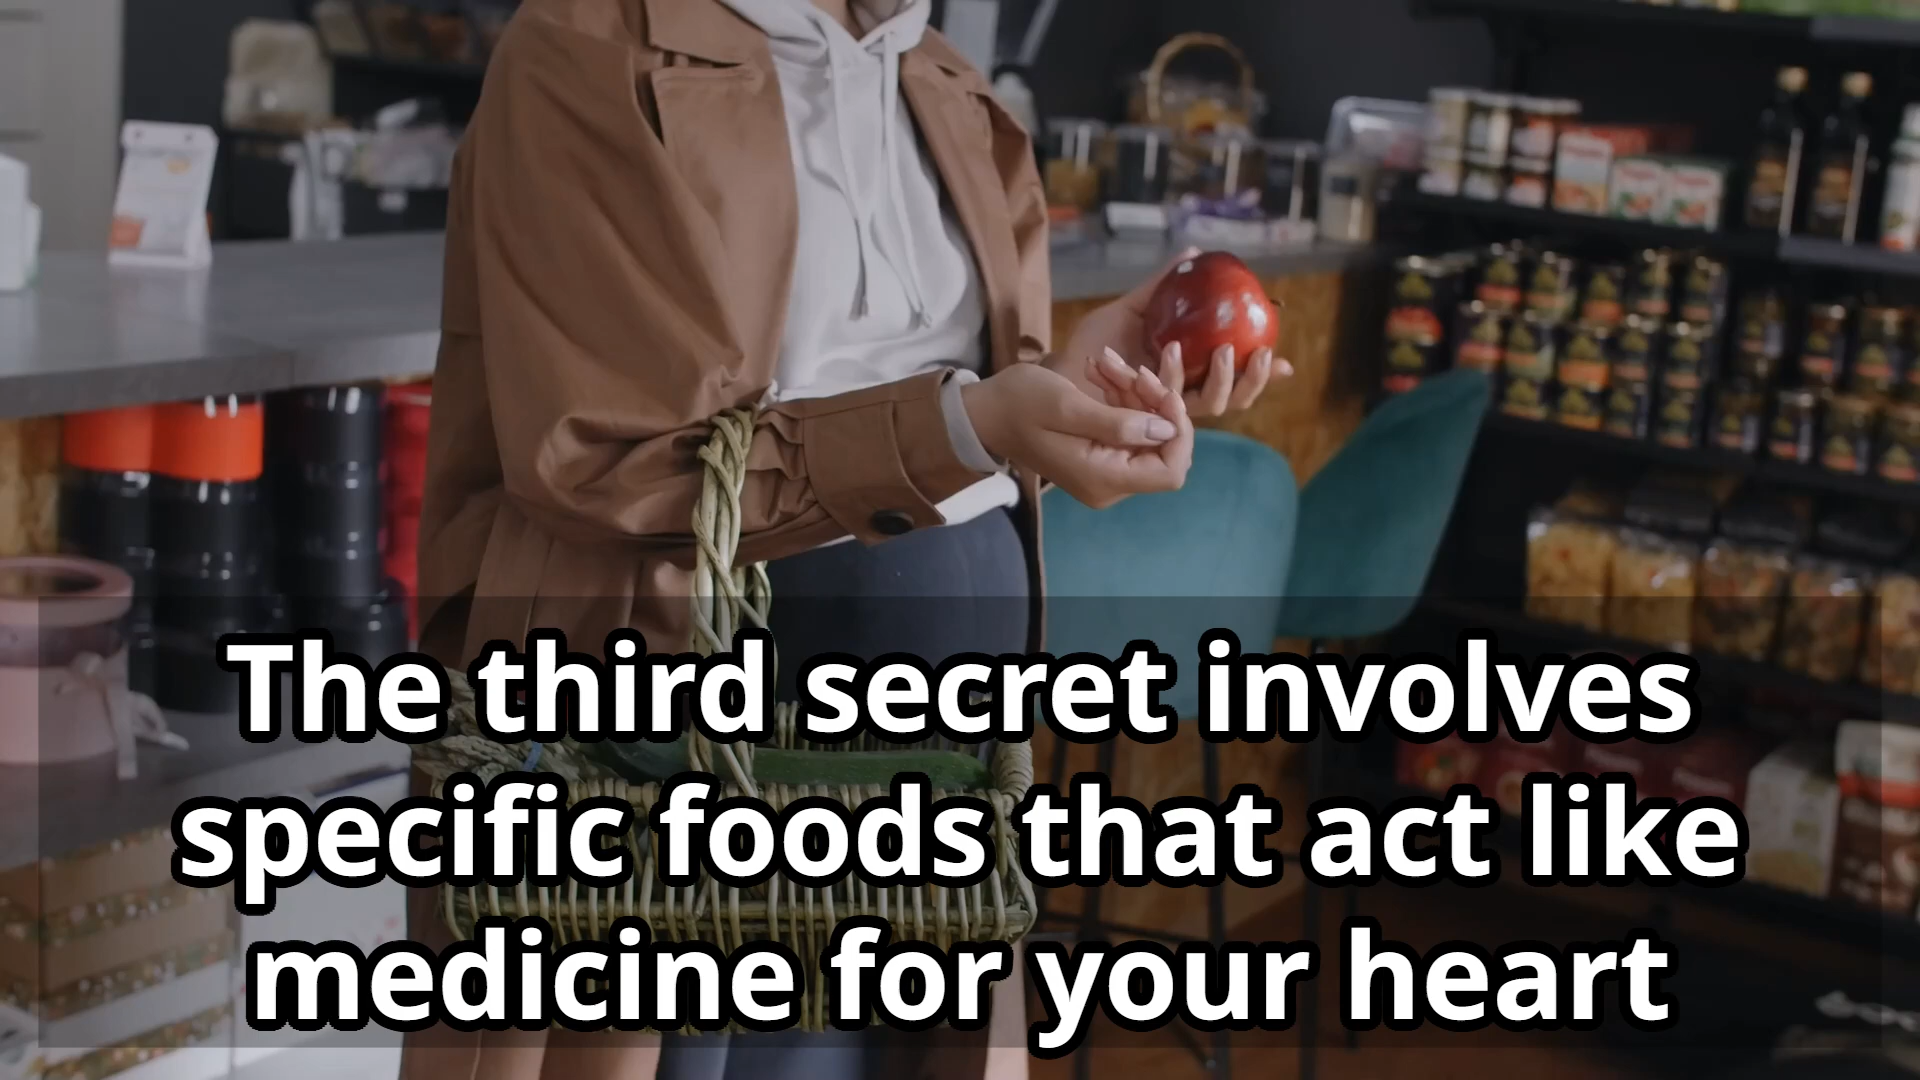 The third secret involves
specific foods that act like
medicine for your heart